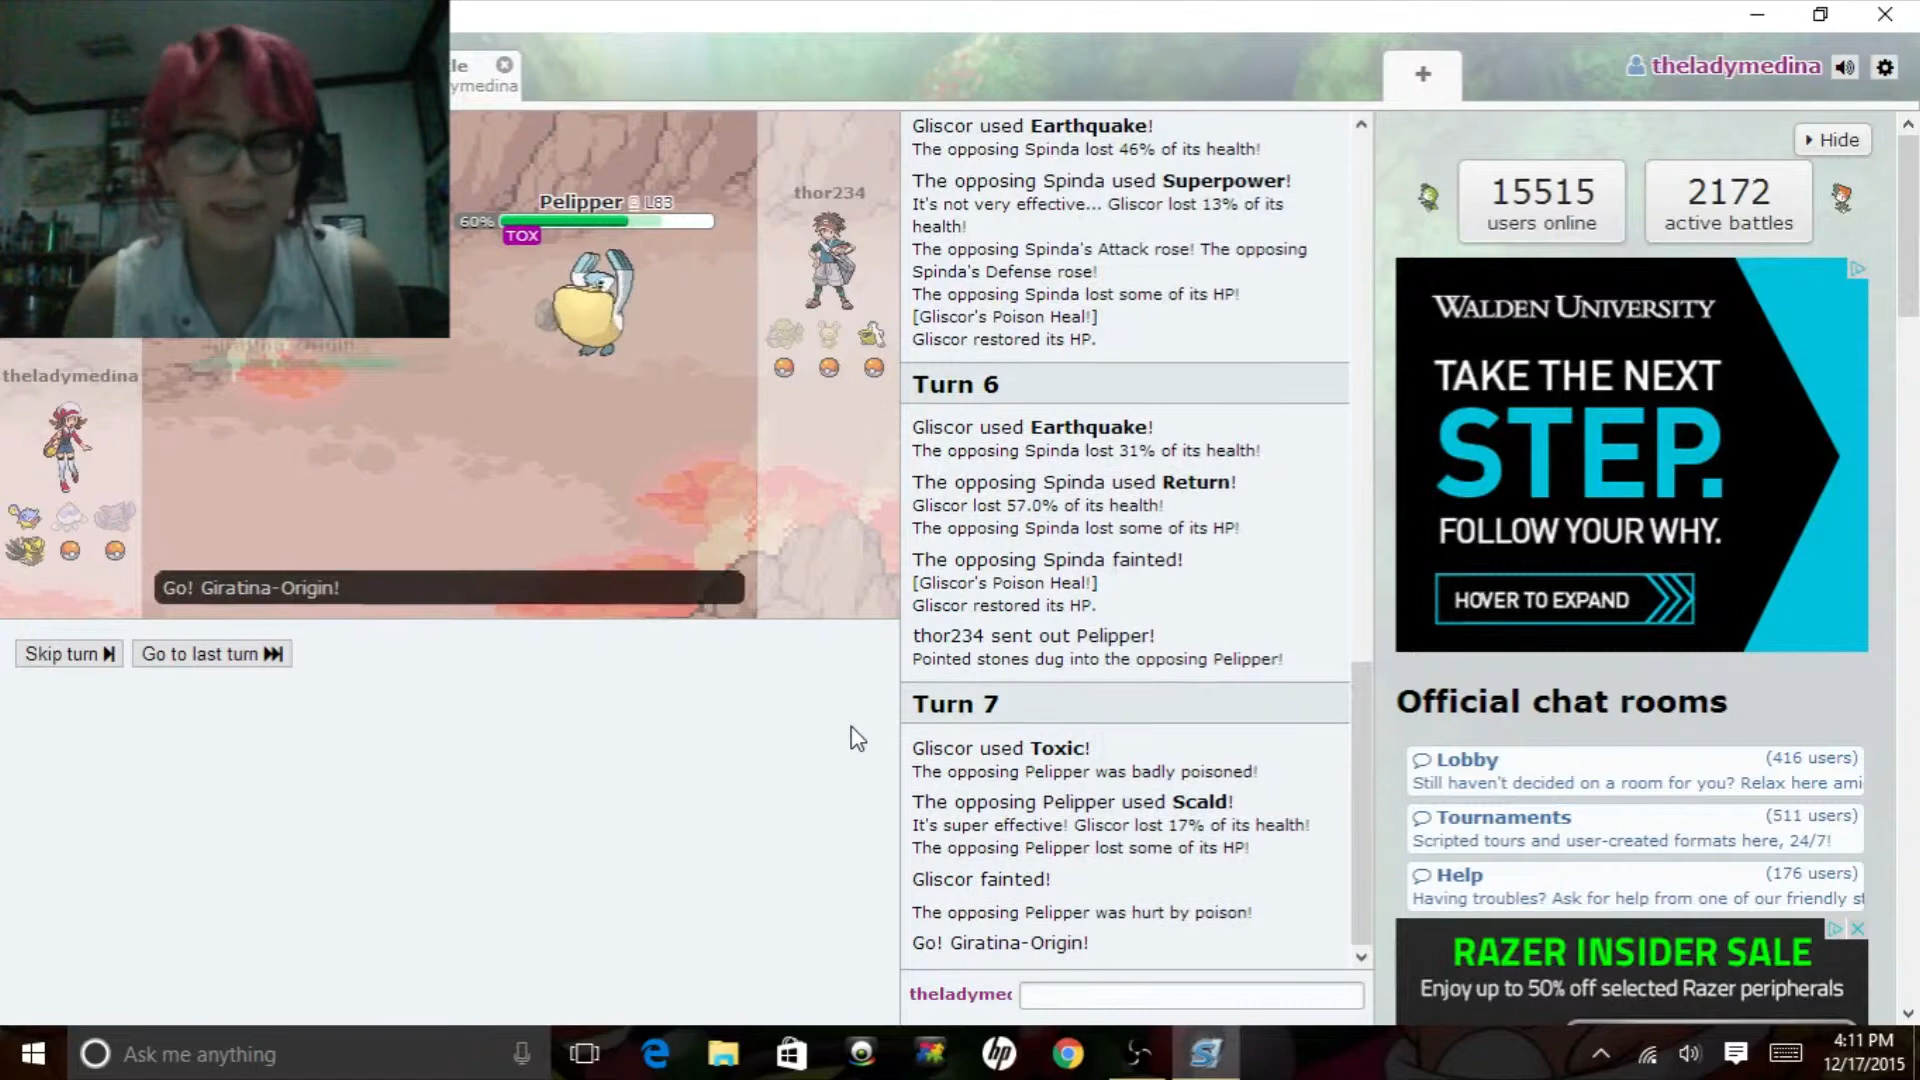 le
ymedina
+
theladymedina
Pelipper L83
60%
TOX
thor234
theladymedina
Go! Giratina-Origin!
Skip turn
Go to last turn
Gliscor used Earthquake!
The opposing Spinda lost 46% of its health!
The opposing Spinda used Superpower!
It's not very effective... Gliscor lost 13% of its
health!
The opposing Spinda's Attack rose! The opposing
Spinda's Defense rose!
The opposing Spinda lost some of its HP!
[Gliscor's Poison Heal!]
Gliscor restored its HP.
Turn 6
Gliscor used Earthquake!
The opposing Spinda lost 31% of its health!
The opposing Spinda used Return!
Gliscor lost 57.0% of its health!
The opposing Spinda lost some of its HP!
The opposing Spinda fainted!
[Gliscor's Poison Heal!]
Gliscor restored its HP.
thor234 sent out Pelipper!
Pointed stones dug into the opposing Pelipper!
Turn 7
Gliscor used Toxic!
The opposing Pelipper was badly poisoned!
The opposing Pelipper used Scald!
It's super effective! Gliscor lost 17% of its health!
The opposing Pelipper lost some of its HP!
Gliscor fainted!
The opposing Pelipper was hurt by poison!
Go! Giratina-Origin!
theladymed
Hide
15515
users online
2172
active battles
WALDEN UNIVERSITY
TAKE THE NEXT
STEP.
FOLLOW YOUR WHY.
HOVER TO EXPAND
Official chat rooms
Lobby (416 users)
Still haven't decided on a room for you? Relax here ami
Tournaments (511 users)
Scripted tours and user-created formats here, 24/7!
Help (176 users)
Having troubles? Ask for help from one of our friendly st
RAZER INSIDER SALE
Enjoy up to 50% off selected Razer peripherals
Ask me anything
4:11 PM
12/17/2015